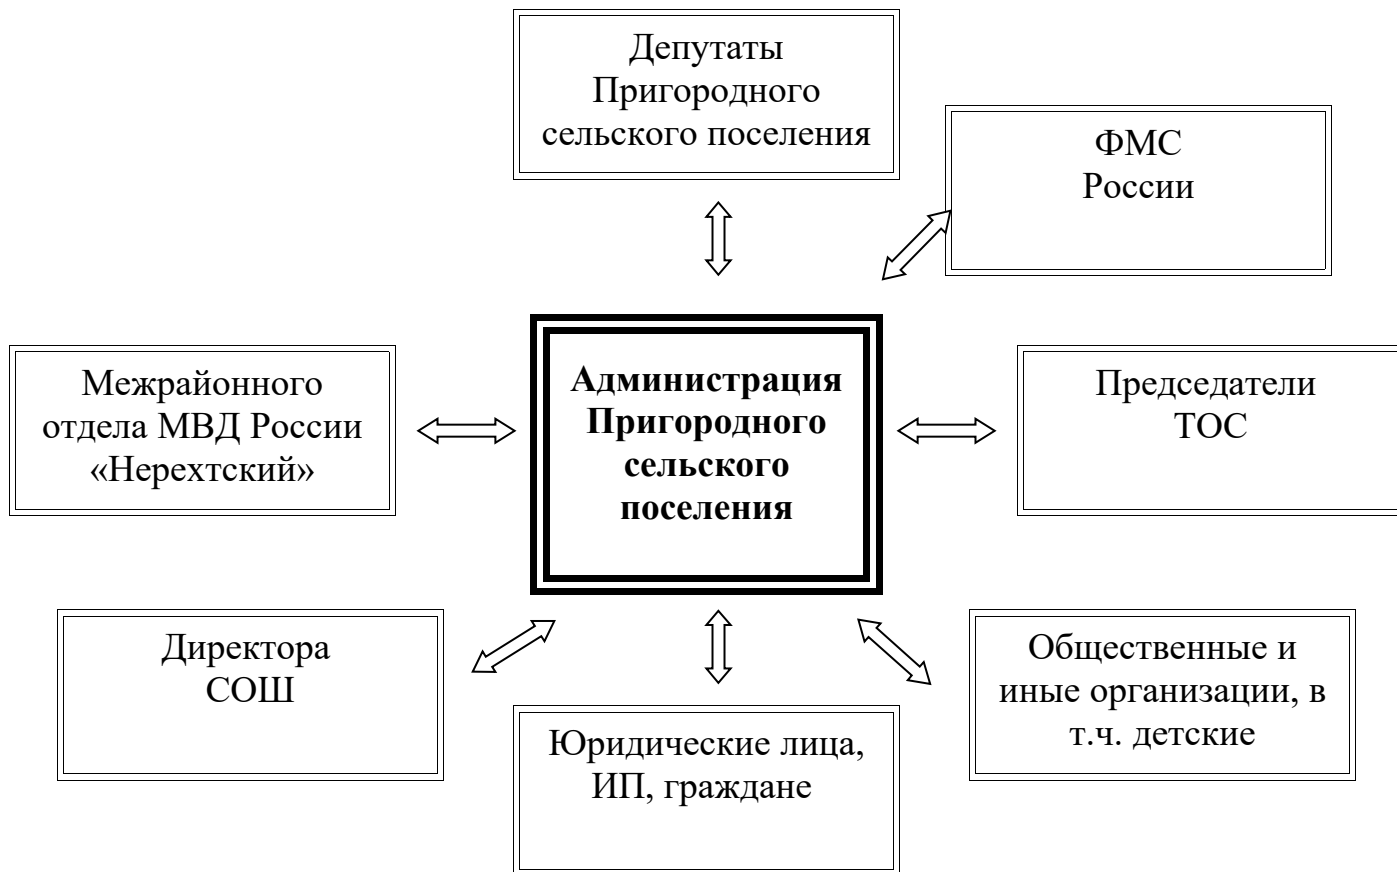 Депутаты
Пригородного
сельского поселения
ФМС
России
Межрайонного
отдела МВД России
«Нерехтский»
Администрация
Пригородного
сельского
поселения
Председатели
ТОС
Директора
СОШ
Юридические лица,
ИП, граждане
Общественные и
иные организации, в
т.ч. детские